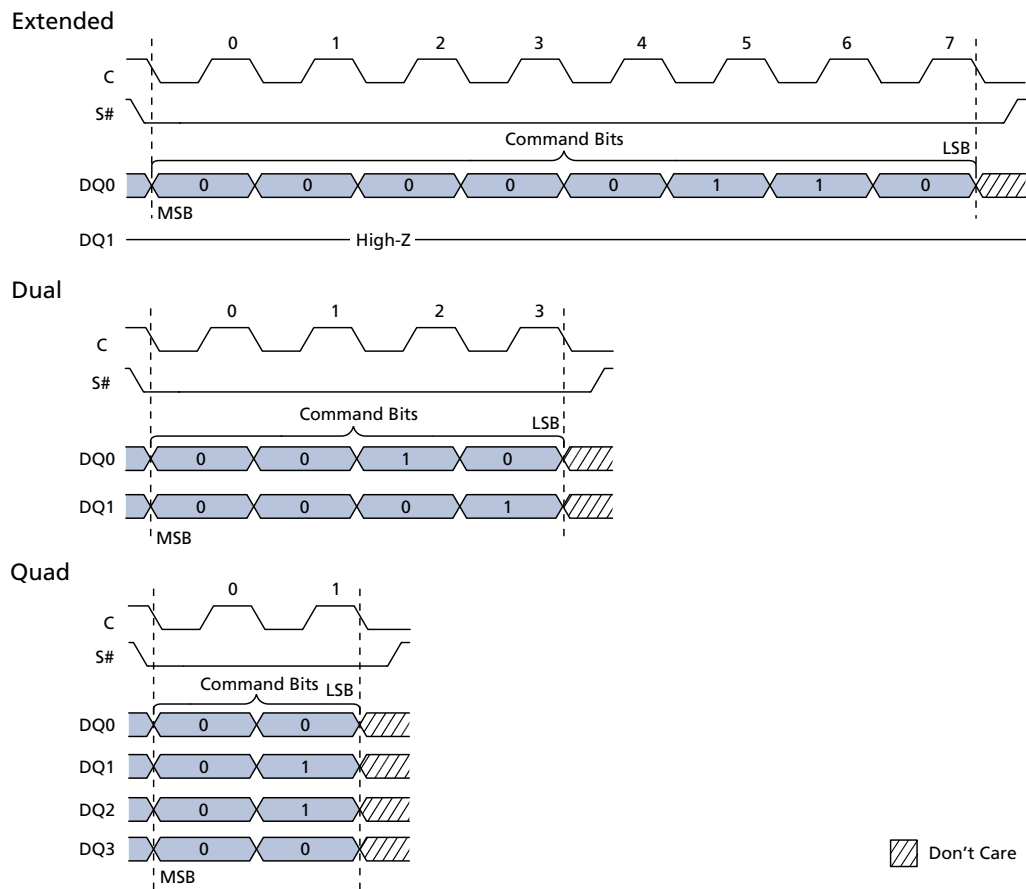 Extended
0 1 2 3 4 5 6 7
C
S#
Command Bits LSB
DQ0 0 0 0 0 0 1 1 0
MSB
DQ1 High-Z
Dual
0 1 2 3
C
S#
Command Bits LSB
DQ0 0 0 1 0
DQ1 0 0 0 1
MSB
Quad
0 1
C
S#
Command Bits LSB
DQ0 0 0
DQ1 0 1
DQ2 0 1
DQ3 0 0
MSB
Don't Care